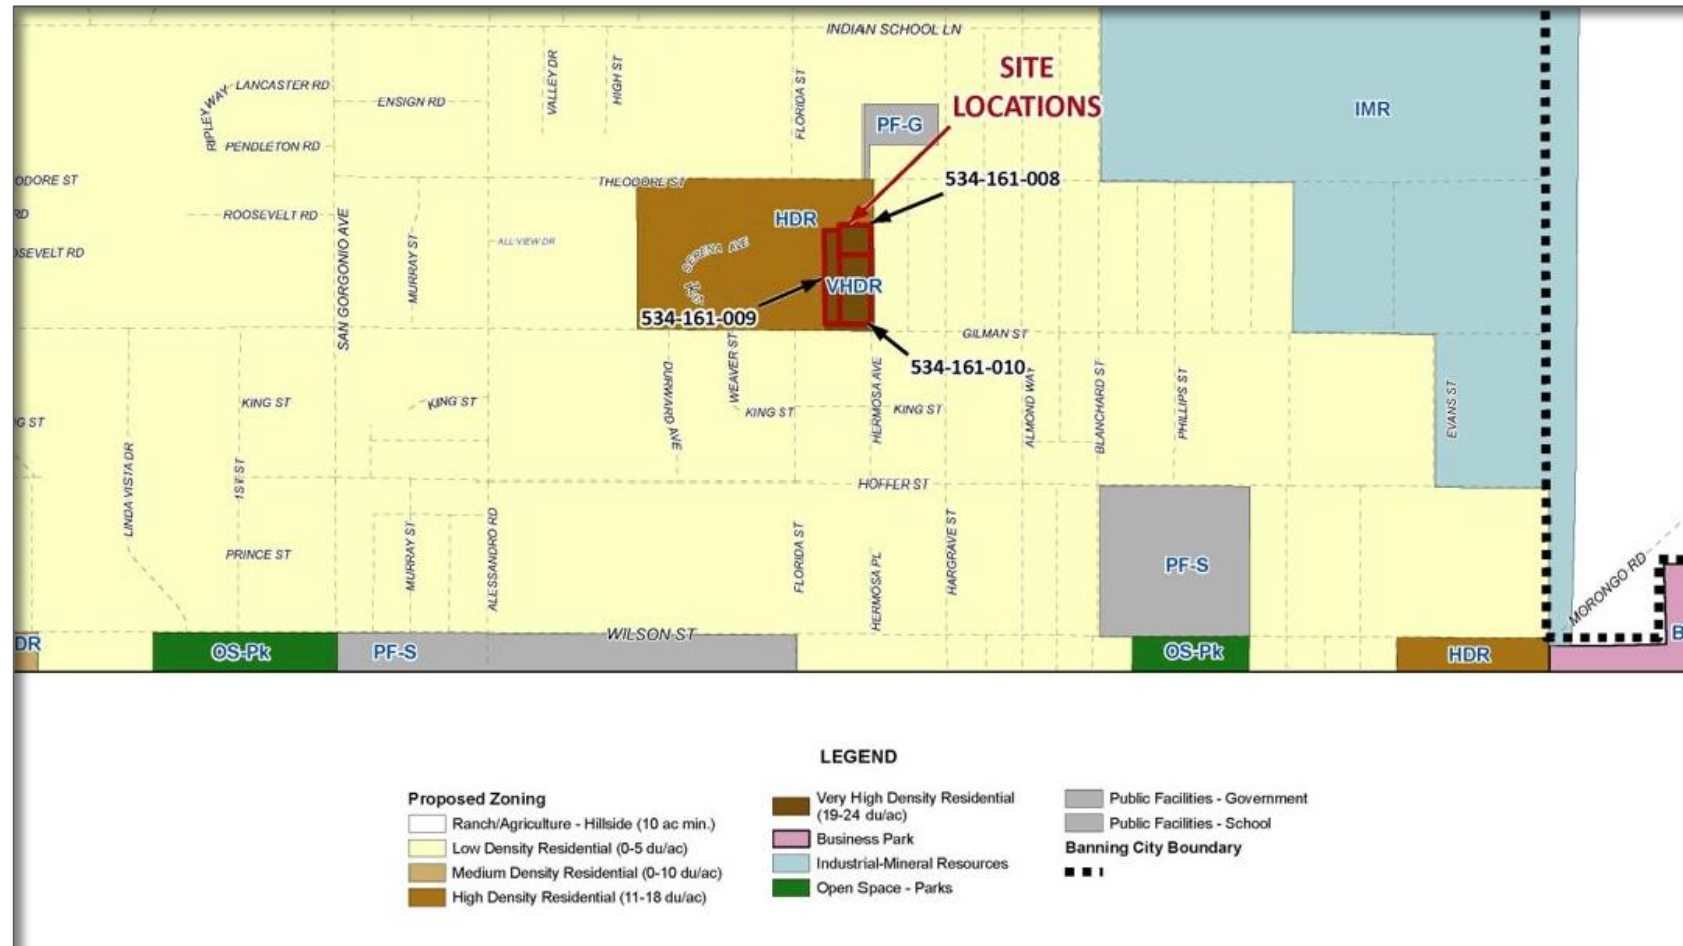 INDIAN SCHOOL LN
SITE
LOCATIONS
VALLEY DR
HIGH ST
FLORIDA ST
LANCASTER RD
RIPLEY WAY
ENSIGN RD
IMR
PF-G
PENDLETON RD
ODORE ST
THEODORE ST
534-161-008
RD
ROOSEVELT RD
SAN GORGONIO AVE
MURRAY ST
HDR
ALL VIEW DR
SERENA AVE
OSEVELT RD
VHDR
534-161-009
GILMAN ST
534-161-010
DURWARD AVE
WEAVER ST
HERMOSA AVE
ALMOND WAY
BLANCHARD ST
PHILLIPS ST
EVANS ST
KING ST
KING ST
KING ST
KING ST
G ST
LINDA VISTA DR
1ST ST
HOFFER ST
PRINCE ST
MURRAY ST
ALESSANDRO RD
FLORIDA ST
HERMOSA PL
HARGRAVE ST
PF-S
MORONGO RD
WILSON ST
DR
OS-Pk
PF-S
OS-Pk
HDR
B
LEGEND
Proposed Zoning
Ranch/Agriculture - Hillside (10 ac min.)
Low Density Residential (0-5 du/ac)
Medium Density Residential (0-10 du/ac)
High Density Residential (11-18 du/ac)
Very High Density Residential
(19-24 du/ac)
Business Park
Industrial-Mineral Resources
Open Space - Parks
Public Facilities - Government
Public Facilities - School
Banning City Boundary